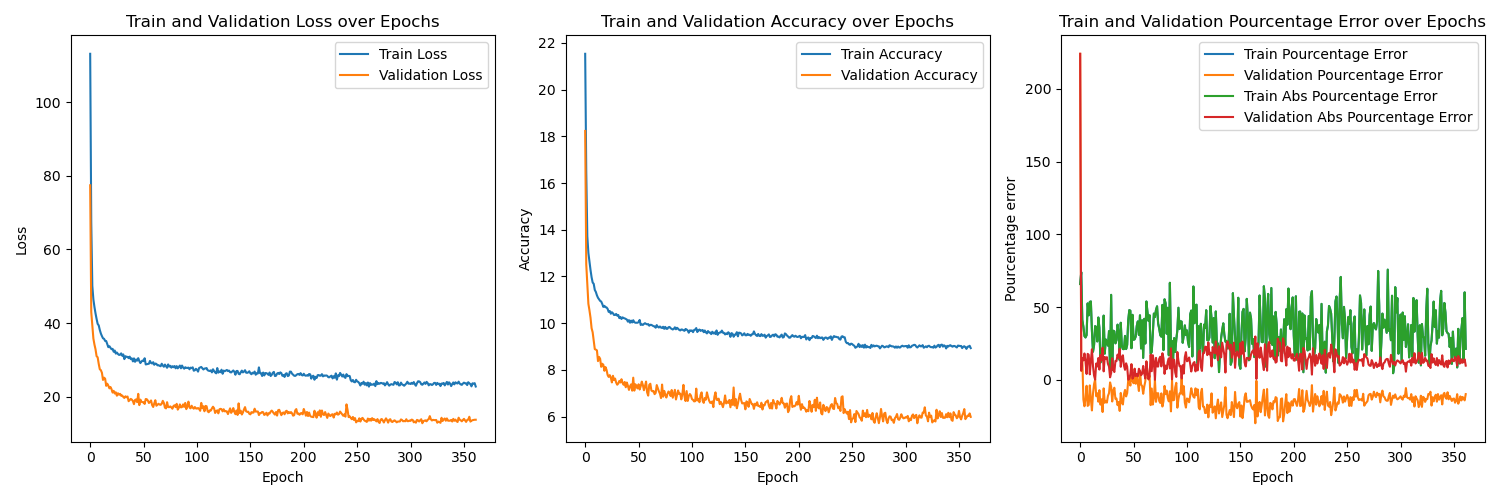 Train and Validation Loss over Epochs
Train Loss
Validation Loss
100
80
60
40
20
Loss
0 50 100 150 200 250 300 350
Epoch
Train and Validation Accuracy over Epochs
Train Accuracy
Validation Accuracy
22
20
18
16
14
12
10
8
6
Accuracy
0 50 100 150 200 250 300 350
Epoch
Train and Validation Pourcentage Error over Epochs
Train Pourcentage Error
Validation Pourcentage Error
Train Abs Pourcentage Error
Validation Abs Pourcentage Error
200
150
100
50
0
Pourcentage error
0 50 100 150 200 250 300 350
Epoch